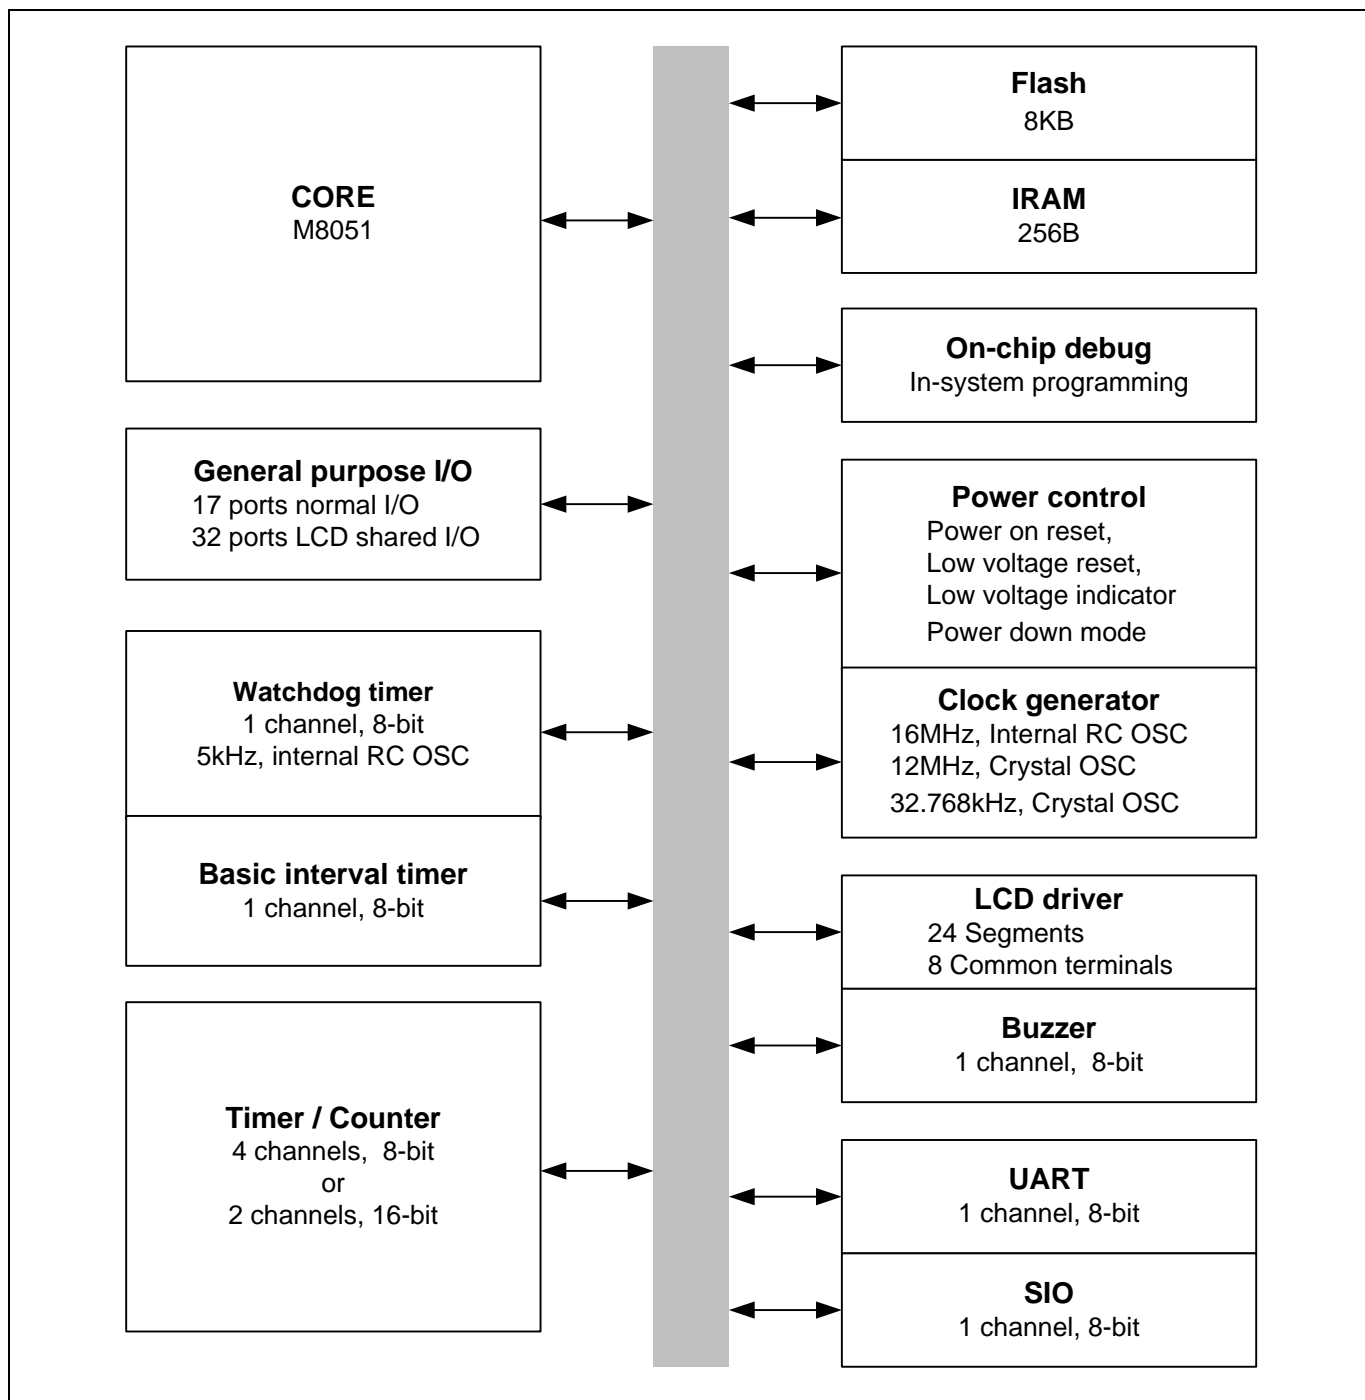 CORE
M8051
General purpose I/O
17 ports normal I/O
32 ports LCD shared I/O
Watchdog timer
1 channel, 8-bit
5kHz, internal RC OSC
Basic interval timer
1 channel, 8-bit
Timer / Counter
4 channels, 8-bit
or
2 channels, 16-bit
Flash
8KB
IRAM
256B
On-chip debug
In-system programming
Power control
Power on reset,
Low voltage reset,
Low voltage indicator
Power down mode
Clock generator
16MHz, Internal RC OSC
12MHz, Crystal OSC
32.768kHz, Crystal OSC
LCD driver
24 Segments
8 Common terminals
Buzzer
1 channel, 8-bit
UART
1 channel, 8-bit
SIO
1 channel, 8-bit